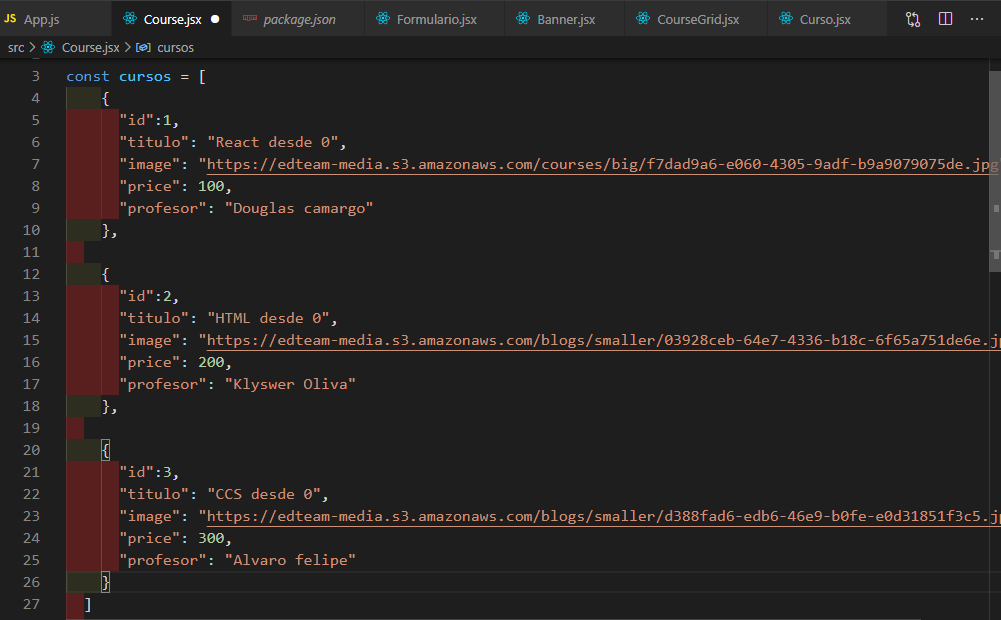 JS App.js Course.jsx package.json Formulario.jsx Banner.jsx CourseGrid.jsx Curso.jsx ...
src > Course.jsx > cursos
3 const cursos = [
4 {
5 "id":1,
6 "titulo": "React desde 0",
7 "image": "https://edteam-media.s3.amazonaws.com/courses/big/f7dad9a6-e060-4305-9adf-b9a9079075de.jpg
8 "price": 100,
9 "profesor": "Douglas camargo"
10 },
11
12 {
13 "id":2,
14 "titulo": "HTML desde 0",
15 "image": "https://edteam-media.s3.amazonaws.com/blogs/smaller/03928ceb-64e7-4336-b18c-6f65a751de6e.jp
16 "price": 200,
17 "profesor": "Klyswer Oliva"
18 },
19
20 {
21 "id":3,
22 "titulo": "CCS desde 0",
23 "image": "https://edteam-media.s3.amazonaws.com/blogs/smaller/d388fad6-edb6-46e9-b0fe-e0d31851f3c5.jp
24 "price": 300,
25 "profesor": "Alvaro felipe"
26 }
27 ]